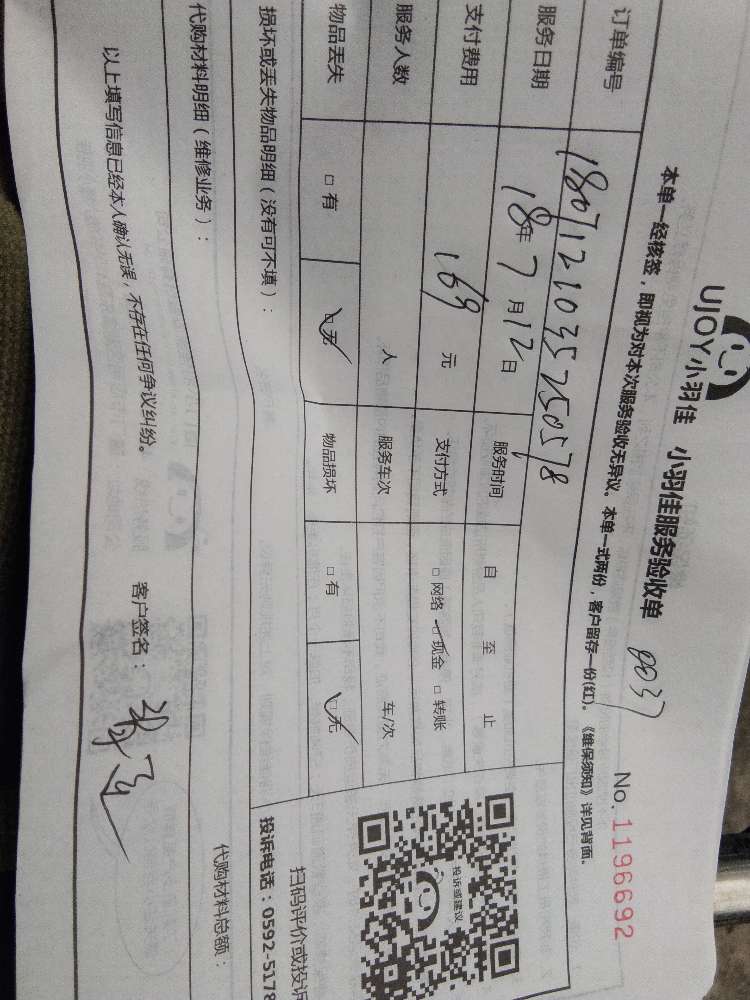 UJOY小羽佳 小羽佳服务验收单 0037 No.1196692
本单一经核签，即视为对本次服务验收无异议。本单一式两份，客户留存一份(红)。《维保须知》详见背面。
订单编号 1807121035250578
服务日期 18年7月12日 服务时间 自 至 止
支付费用 169元 支付方式 □网络 ☑现金 □转账
服务人数 人 服务车次 车/次
物品丢失 □有 ☑无 物品损坏 □有 ☑无
损坏或丢失物品明细（没有可不填）：
代购材料明细（维修业务）： 代购材料总额：
以上填写信息已经本人确认无误，不存在任何争议纠纷。 客户签名：
投诉或建议
扫码评价或投诉
投诉电话：0592-5178